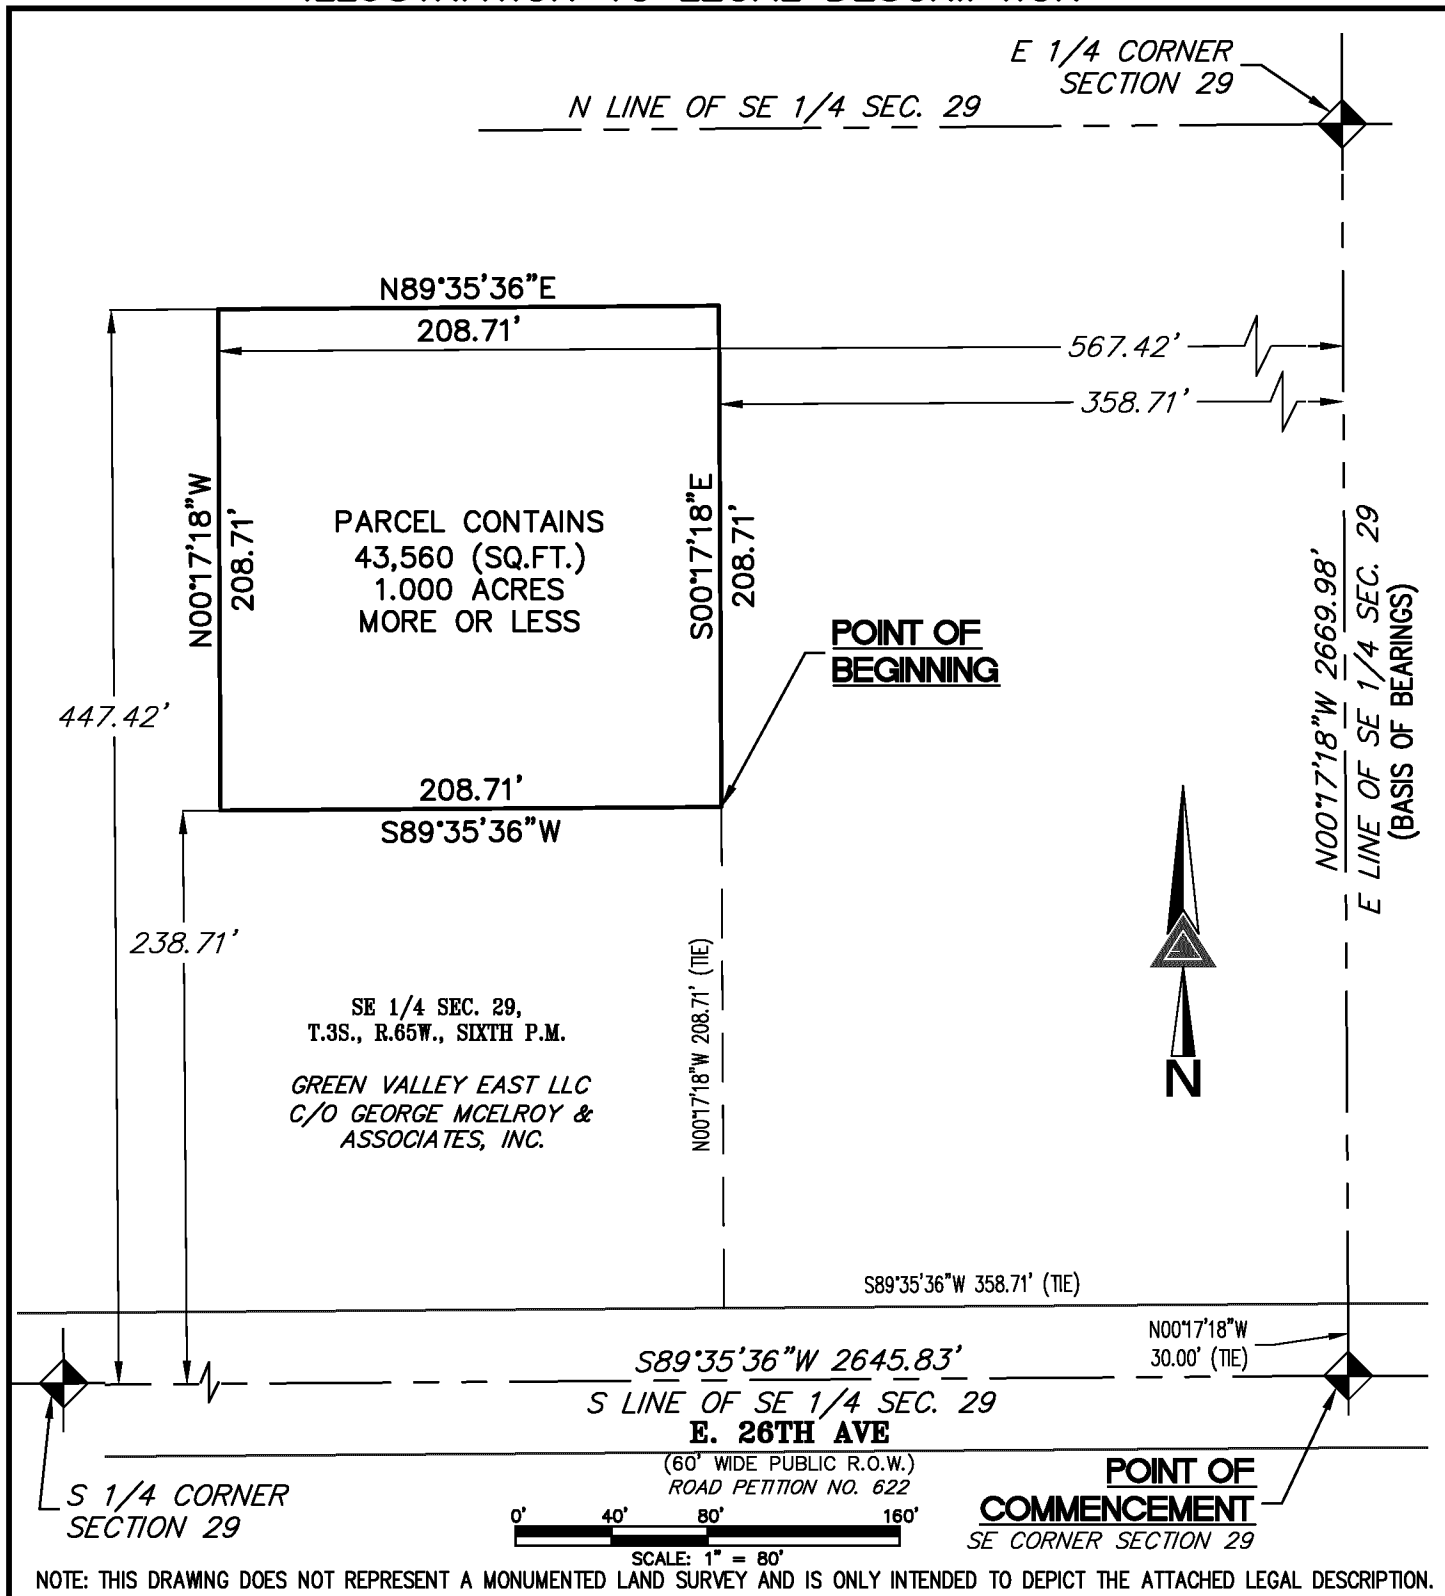 ILLUSTRATION TO LEGAL DESCRIPTION
E 1/4 CORNER
SECTION 29
N LINE OF SE 1/4 SEC. 29
N89°35'36"E
208.71'
567.42'
358.71'
N00°17'18"W
208.71'
PARCEL CONTAINS
43,560 (SQ.FT.)
1.000 ACRES
MORE OR LESS
S00°17'18"E
208.71'
N00°17'18"W 2669.98'
E LINE OF SE 1/4 SEC. 29
(BASIS OF BEARINGS)
POINT OF
BEGINNING
447.42'
208.71'
S89°35'36"W
238.71'
N00°17'18"W 208.71' (TIE)
SE 1/4 SEC. 29,
T.3S., R.65W., SIXTH P.M.
GREEN VALLEY EAST LLC
C/O GEORGE MCELROY &
ASSOCIATES, INC.
N
S89°35'36"W 358.71' (TIE)
N00°17'18"W
30.00' (TIE)
S89°35'36"W 2645.83'
S LINE OF SE 1/4 SEC. 29
E. 26TH AVE
(60' WIDE PUBLIC R.O.W.)
ROAD PETITION NO. 622
S 1/4 CORNER
SECTION 29
POINT OF
COMMENCEMENT
SE CORNER SECTION 29
0' 40' 80' 160'
SCALE: 1" = 80'
NOTE: THIS DRAWING DOES NOT REPRESENT A MONUMENTED LAND SURVEY AND IS ONLY INTENDED TO DEPICT THE ATTACHED LEGAL DESCRIPTION.